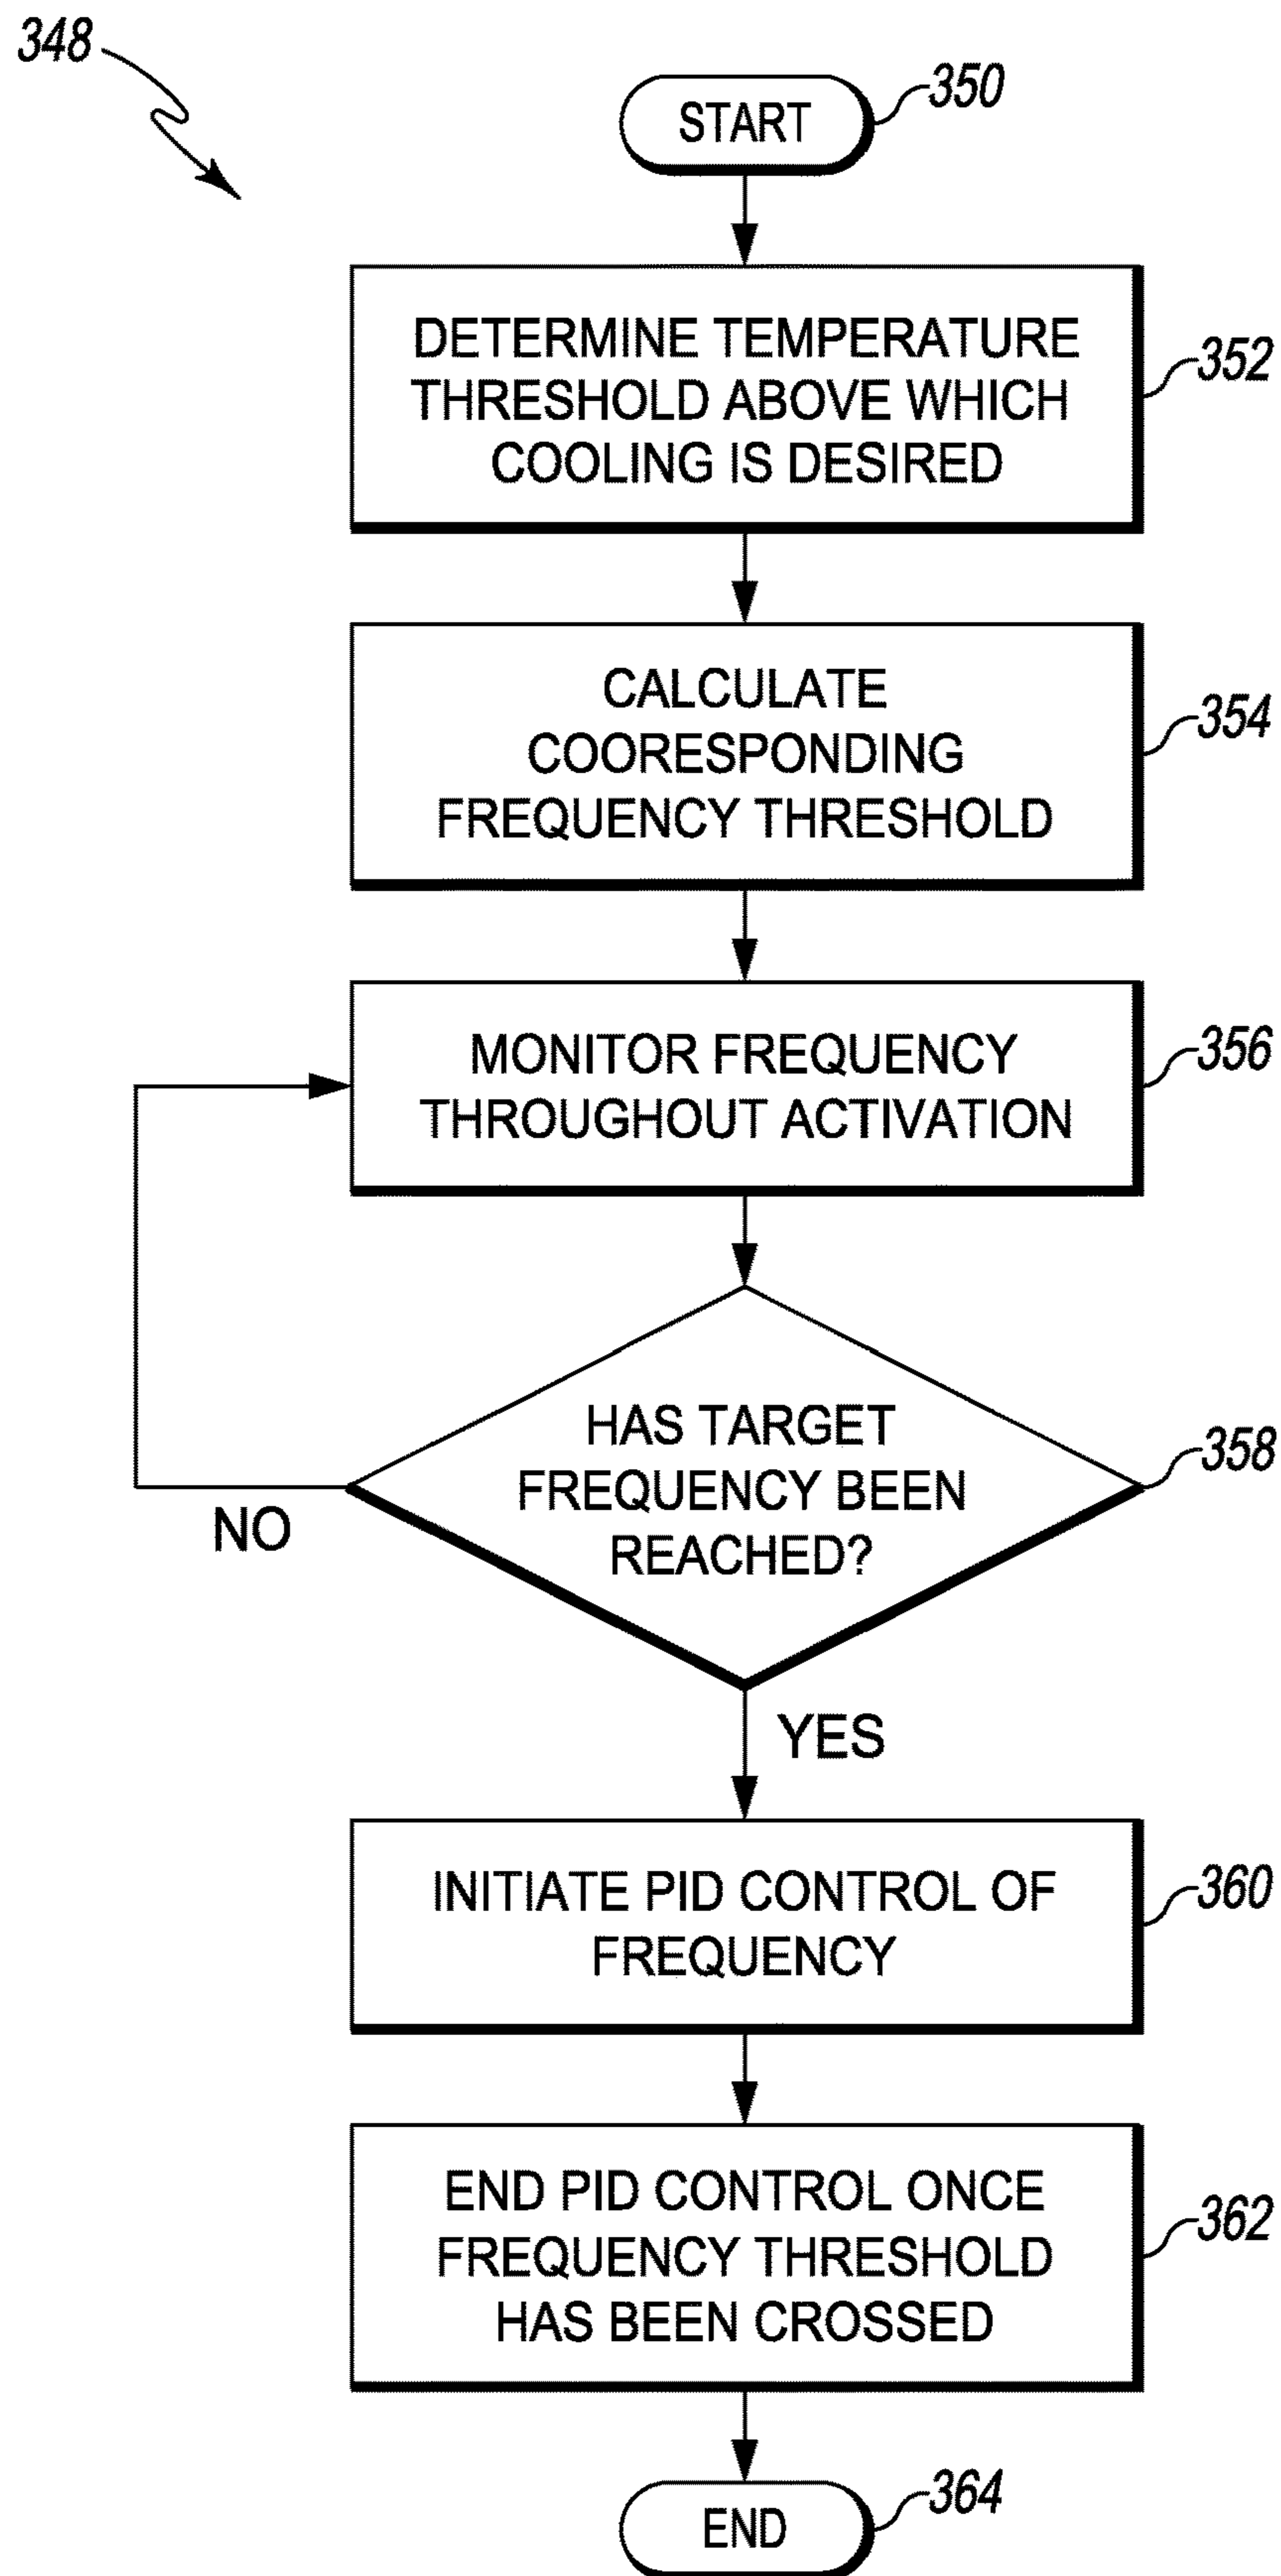 348
START
350
DETERMINE TEMPERATURE
THRESHOLD ABOVE WHICH
COOLING IS DESIRED
352
CALCULATE
COORESPONDING
FREQUENCY THRESHOLD
354
MONITOR FREQUENCY
THROUGHOUT ACTIVATION
356
HAS TARGET
FREQUENCY BEEN
REACHED?
358
NO
YES
INITIATE PID CONTROL OF
FREQUENCY
360
END PID CONTROL ONCE
FREQUENCY THRESHOLD
HAS BEEN CROSSED
362
END
364